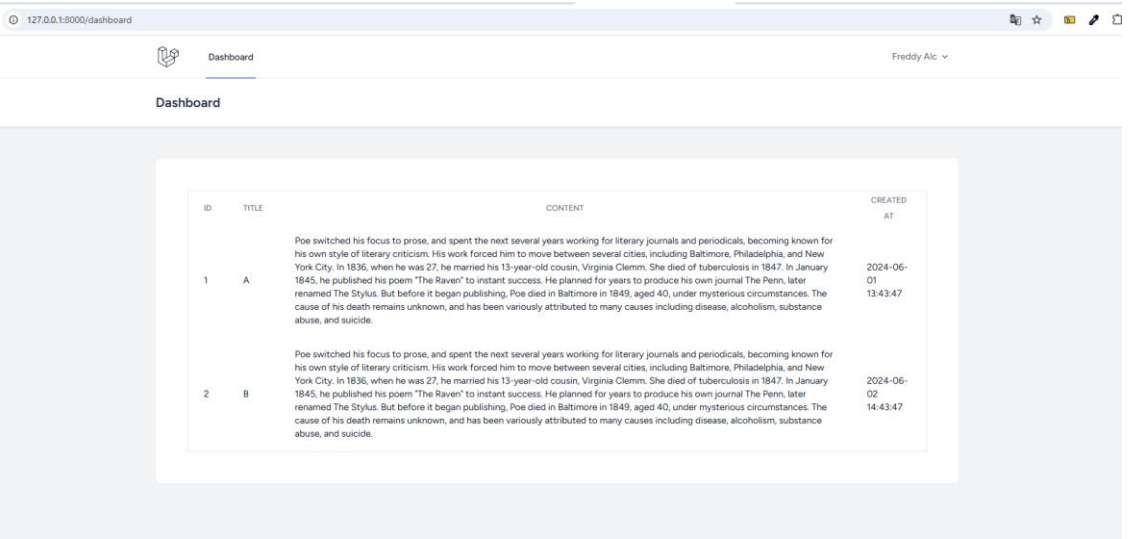 127.0.0.1:8000/dashboard
Dashboard
Freddy Alc
Dashboard
ID
TITLE
CONTENT
CREATED
AT
1
A
Poe switched his focus to prose, and spent the next several years working for literary journals and periodicals, becoming known for
his own style of literary criticism. His work forced him to move between several cities, including Baltimore, Philadelphia, and New
York City. In 1836, when he was 27, he married his 13-year-old cousin, Virginia Clemm. She died of tuberculosis in 1847. In January
1845, he published his poem "The Raven" to instant success. He planned for years to produce his own journal The Penn, later
renamed The Stylus. But before it began publishing, Poe died in Baltimore in 1849, aged 40, under mysterious circumstances. The
cause of his death remains unknown, and has been variously attributed to many causes including disease, alcoholism, substance
abuse, and suicide.
2024-06-
01
13:43:47
2
B
Poe switched his focus to prose, and spent the next several years working for literary journals and periodicals, becoming known for
his own style of literary criticism. His work forced him to move between several cities, including Baltimore, Philadelphia, and New
York City. In 1836, when he was 27, he married his 13-year-old cousin, Virginia Clemm. She died of tuberculosis in 1847. In January
1845, he published his poem "The Raven" to instant success. He planned for years to produce his own journal The Penn, later
renamed The Stylus. But before it began publishing, Poe died in Baltimore in 1849, aged 40, under mysterious circumstances. The
cause of his death remains unknown, and has been variously attributed to many causes including disease, alcoholism, substance
abuse, and suicide.
2024-06-
02
14:43:47